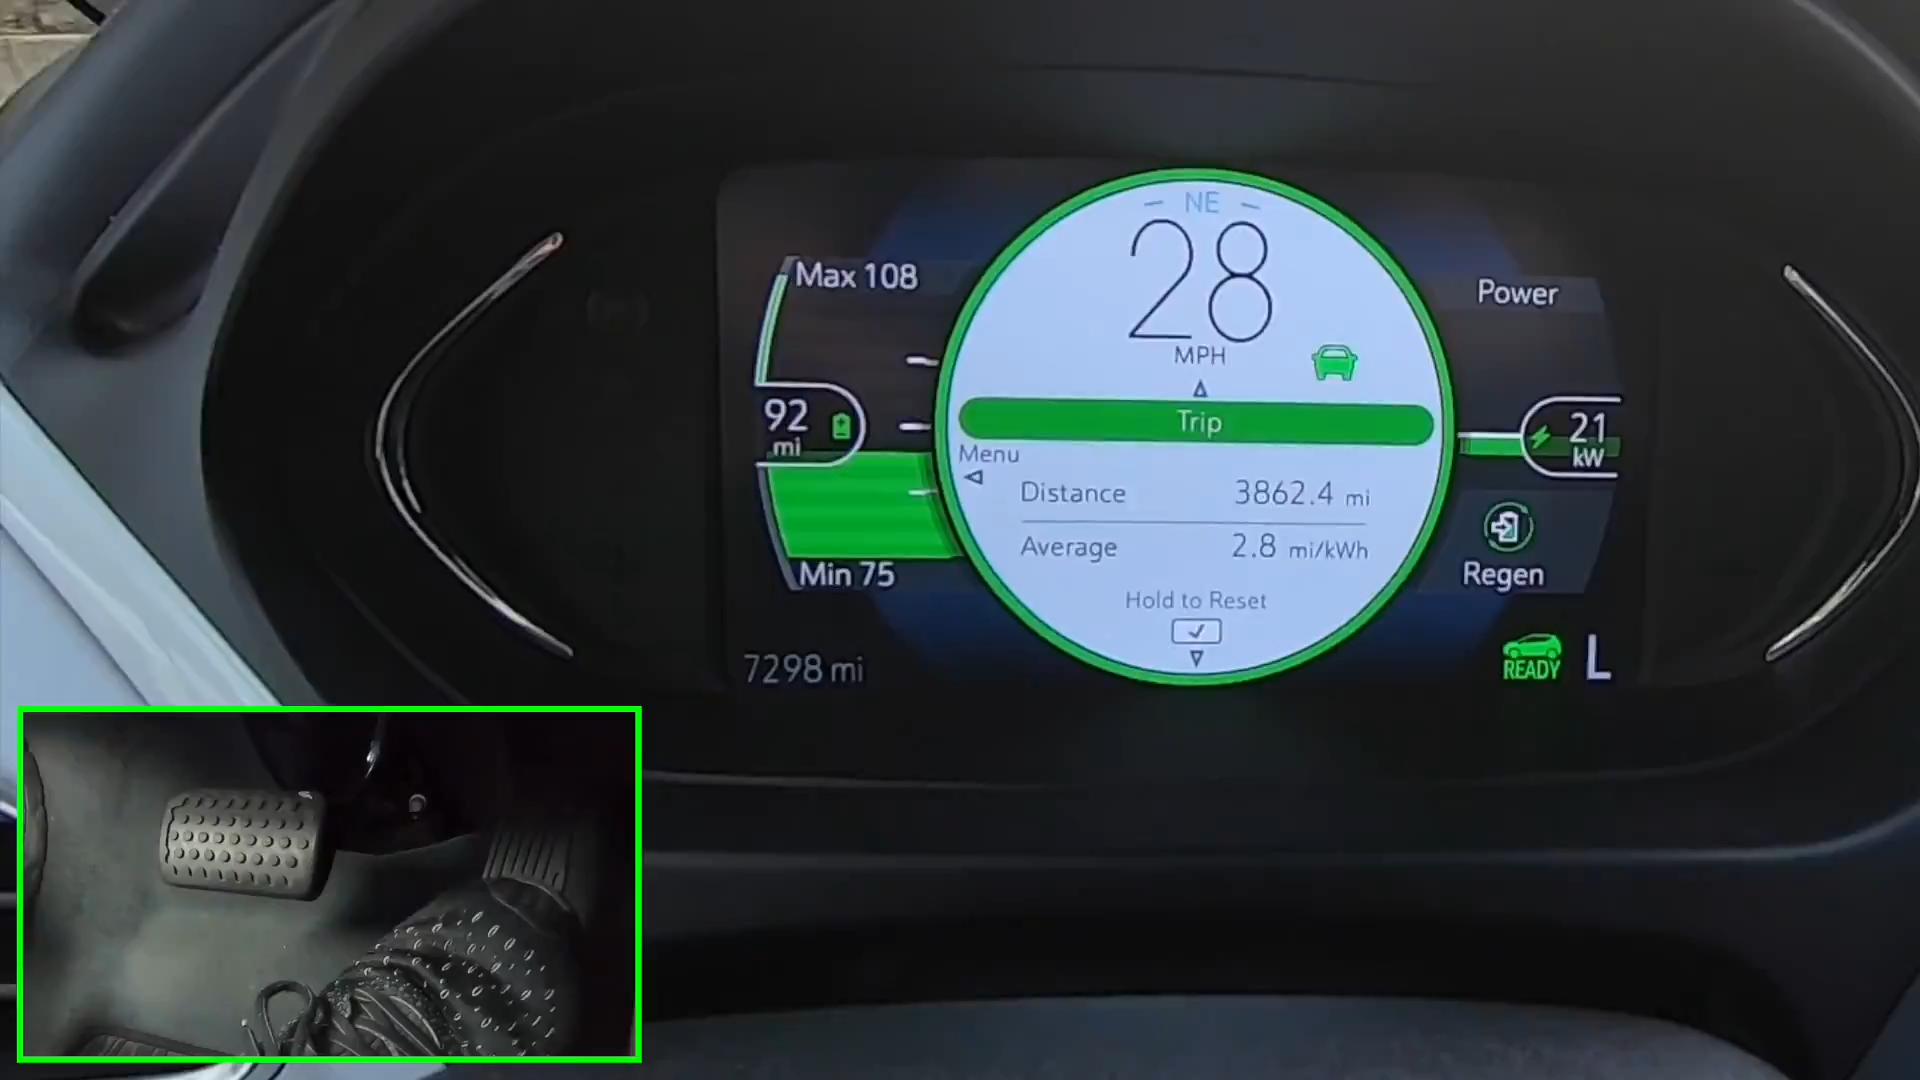 NE
28
MPH
Max 108
92
mi
Min 75
7298 mi
Trip
Menu
Distance 3862.4 mi
Average 2.8 mi/kWh
Hold to Reset
Power
21
kW
Regen
READY L